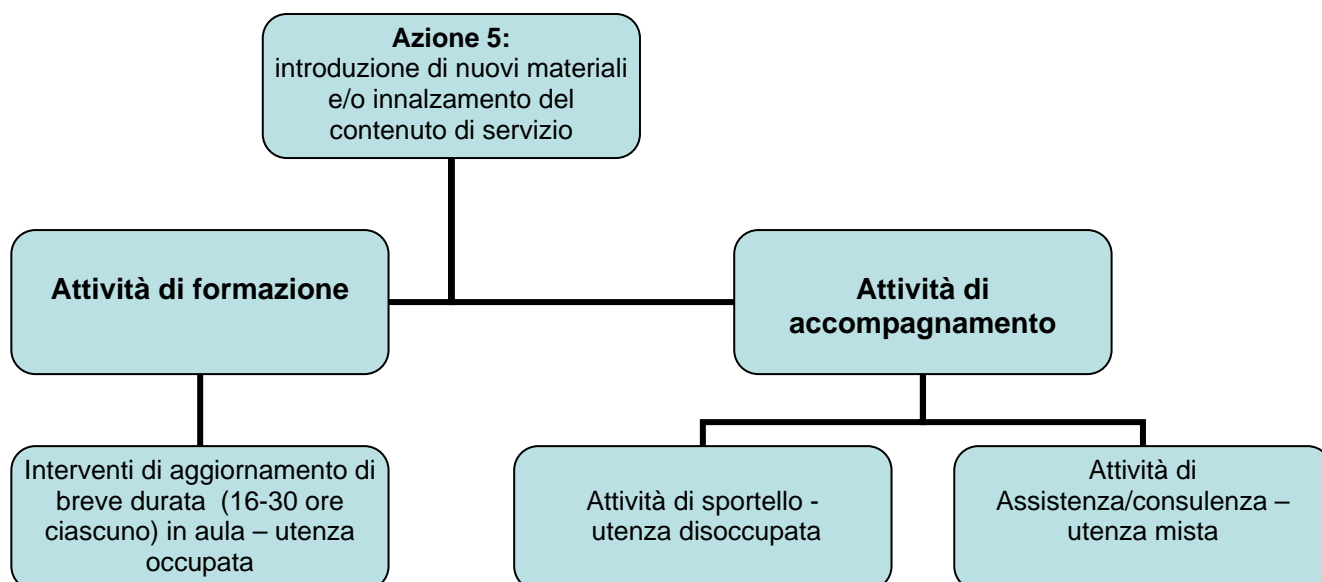 Azione 5:
introduzione di nuovi materiali
e/o innalzamento del
contenuto di servizio
Attività di formazione
Attività di
accompagnamento
Interventi di aggiornamento di
breve durata  (16-30 ore
ciascuno) in aula – utenza
occupata
Attività di sportello -
utenza disoccupata
Attività di
Assistenza/consulenza –
utenza mista